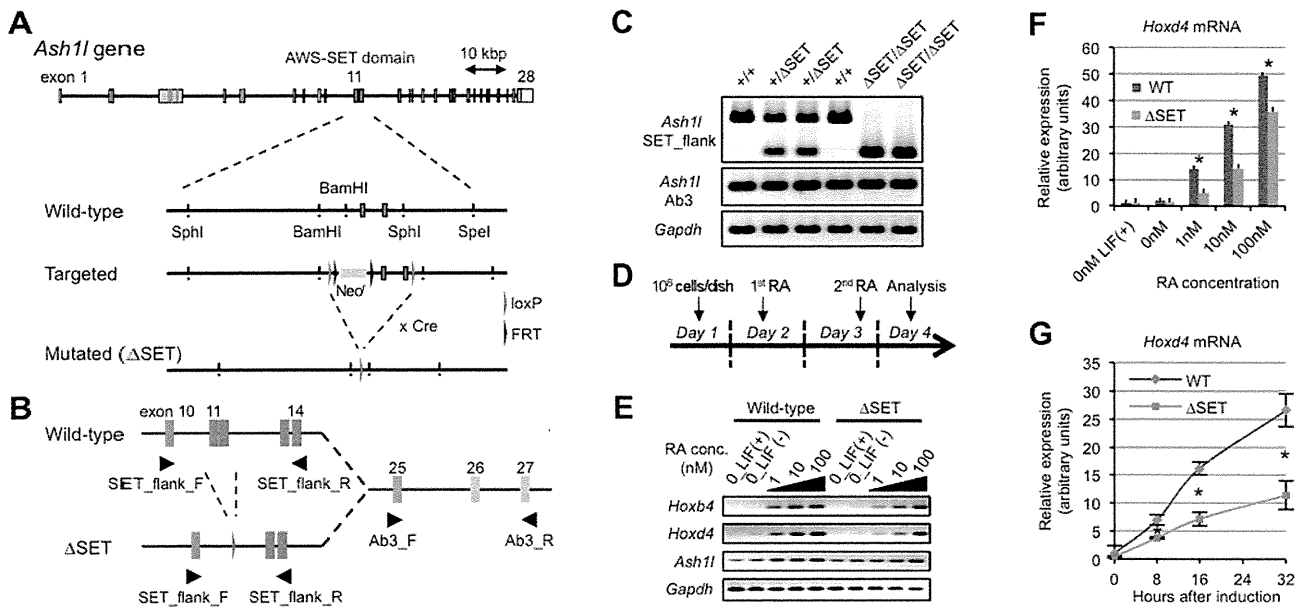 A
Ash1l gene
AWS-SET domain
10 kbp
exon 1
11
28
BamHI
Wild-type
SphI
BamHI
SphI
SpeI
Targeted
Neo
loxP
x Cre
FRT
Mutated (ΔSET)
B
exon 10
11
14
Wild-type
SET_flank_F
SET_flank_R
25
26
27
Ab3_F
Ab3_R
ΔSET
SET_flank_F
SET_flank_R
C
+/+
+/ΔSET
+/ΔSET
+/+
ΔSET/ΔSET
ΔSET/ΔSET
Ash1l
SET_flank
Ash1l
Ab3
Gapdh
D
cells/dish
1st RA
2nd RA
Analysis
Day 1
Day 2
Day 3
Day 4
E
Wild-type
ΔSET
RA conc.
(nM)
0_LIF(+)
0_LIF(-)
1
10
100
0_LIF(+)
0_LIF(-)
1
10
100
Hoxb4
Hoxd4
Ash1l
Gapdh
F
Hoxd4 mRNA
Relative expression
(arbitrary units)
60
50
40
30
20
10
0
WT
ΔSET
*
*
*
0nM LIF(+)
0nM
1nM
10nM
100nM
RA concentration
G
Hoxd4 mRNA
Relative expression
(arbitrary units)
35
30
25
20
15
10
5
0
WT
ΔSET
*
*
*
0
8
16
24
32
Hours after induction